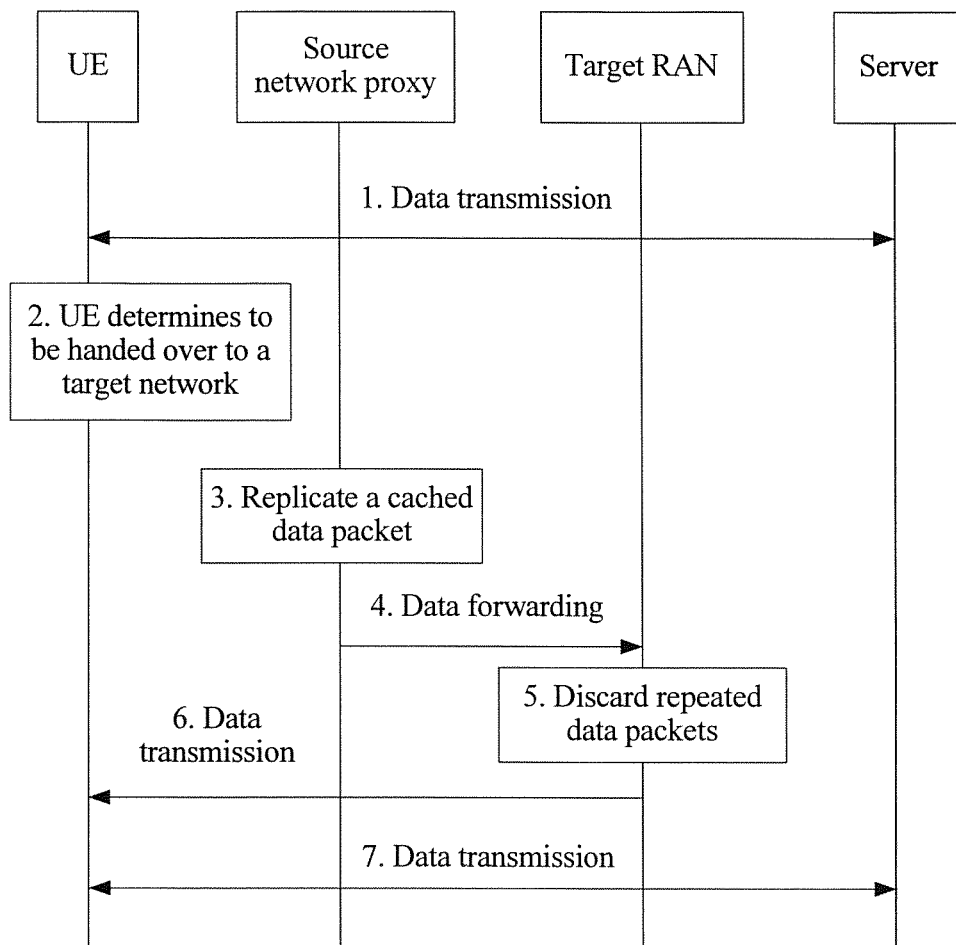 UE
Source
network proxy
Target RAN
Server
1. Data transmission
2. UE determines to
be handed over to a
target network
3. Replicate a cached
data packet
4. Data forwarding
5. Discard repeated
data packets
6. Data
transmission
7. Data transmission